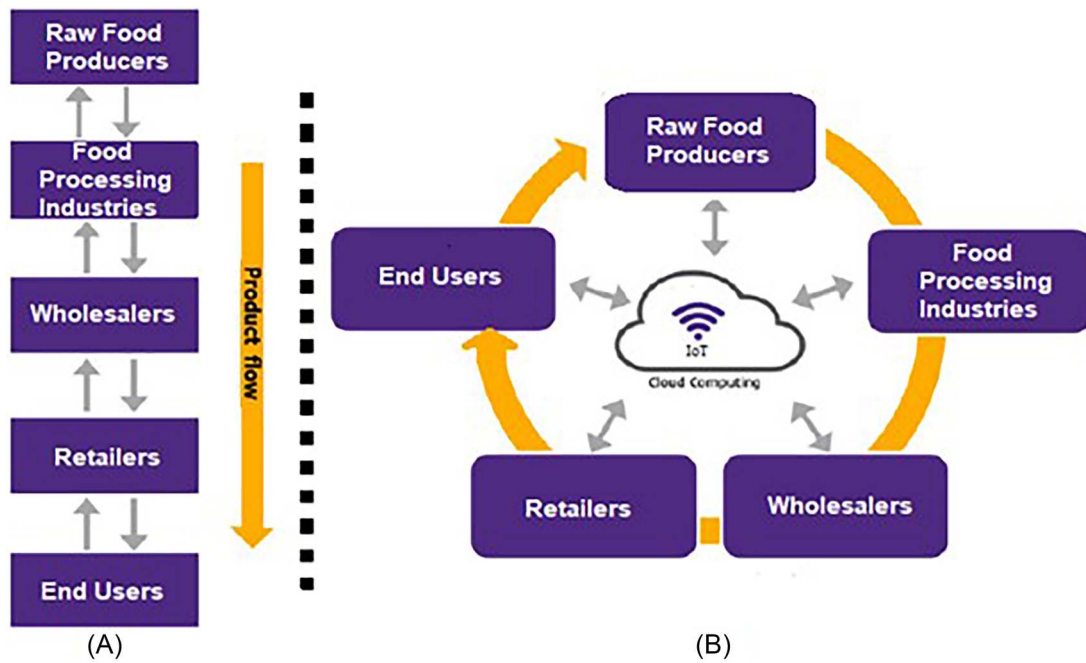 Raw Food
Producers
Food
Processing
Industries
Wholesalers
Retailers
End Users
(A)
Product flow
Raw Food
Producers
End Users
Food
Processing
Industries
IoT
Cloud Computing
Retailers
Wholesalers
(B)